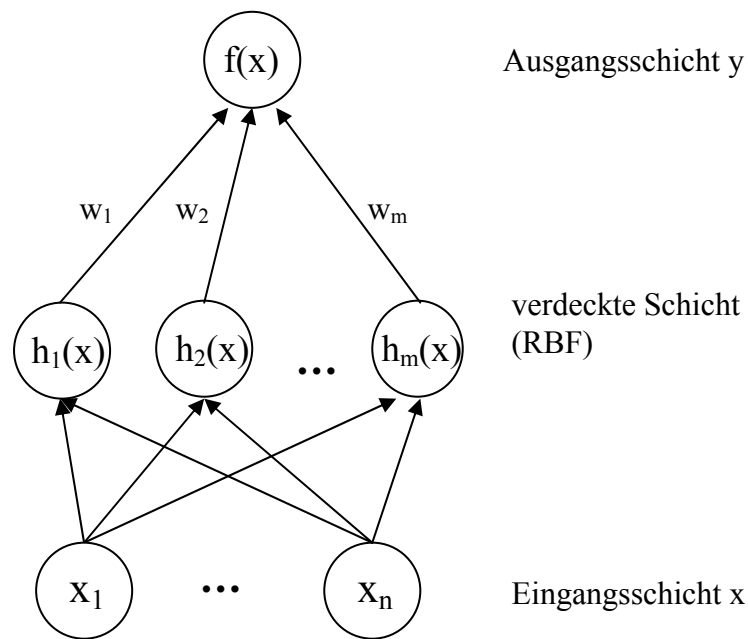 f(x)
Ausgangsschicht y
w₁
w₂
wₘ
h₁(x)
h₂(x)
...
hₘ(x)
verdeckte Schicht
(RBF)
x₁
...
xₙ
Eingangsschicht x